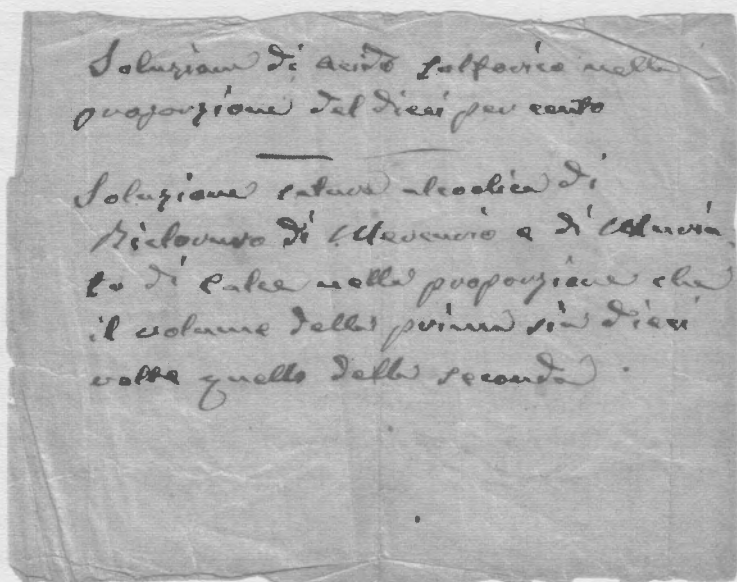 Soluzione di acido solforico nella
proporzione del dieci per cento
Soluzione satura alcoolica di
Bicloruro di Mercurio e di Muria-
to di Calce nella proporzione che
il volume della prima sia dieci
volte quello della seconda.